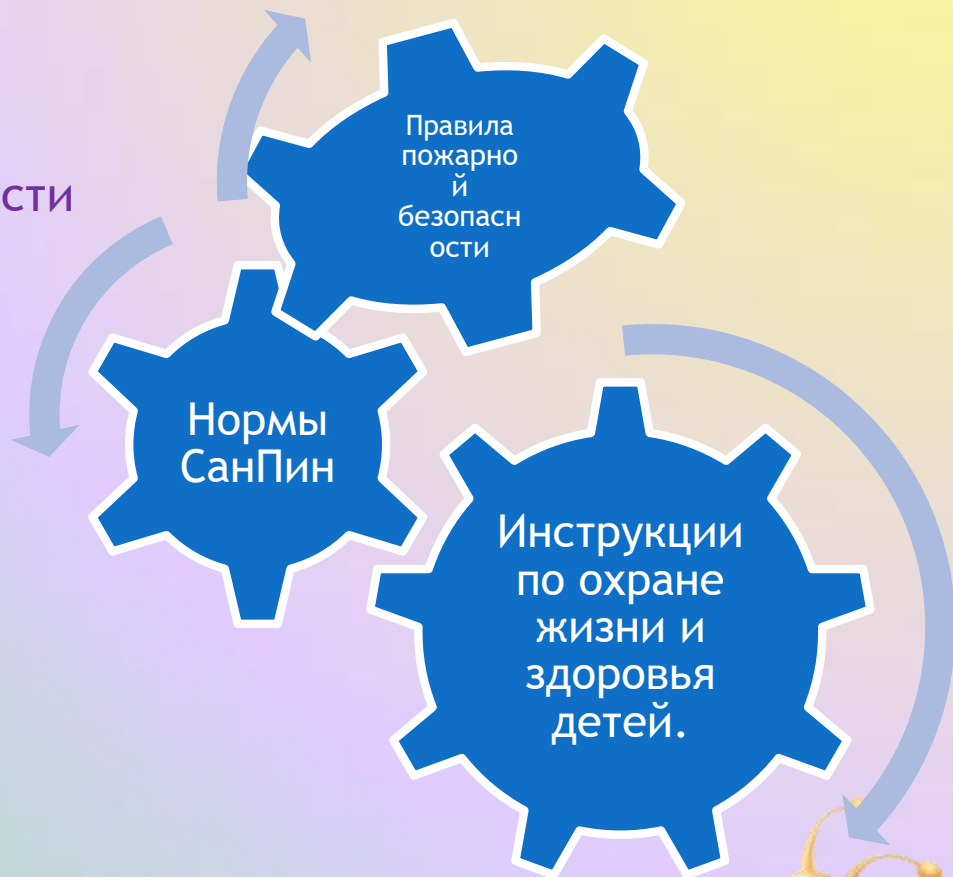 сти
Правила
пожарно
й
безопасн
ости
Нормы
СанПин
Инструкции
по охране
жизни и
здоровья
детей.